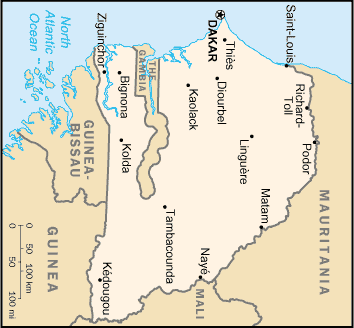 North
Atlantic
Ocean
DAKAR
Thiès
Saint-Louis
Richard-
Toll
Podor
Diourbel
Kaolack
Linguère
Matam
MAURITANIA
THE
GAMBIA
Ziguinchor
Bignona
Kolda
Tambacounda
Nayé
MALI
Kédougou
GUINEA-
BISSAU
GUINEA
0 50 100 km
0 50 100 mi